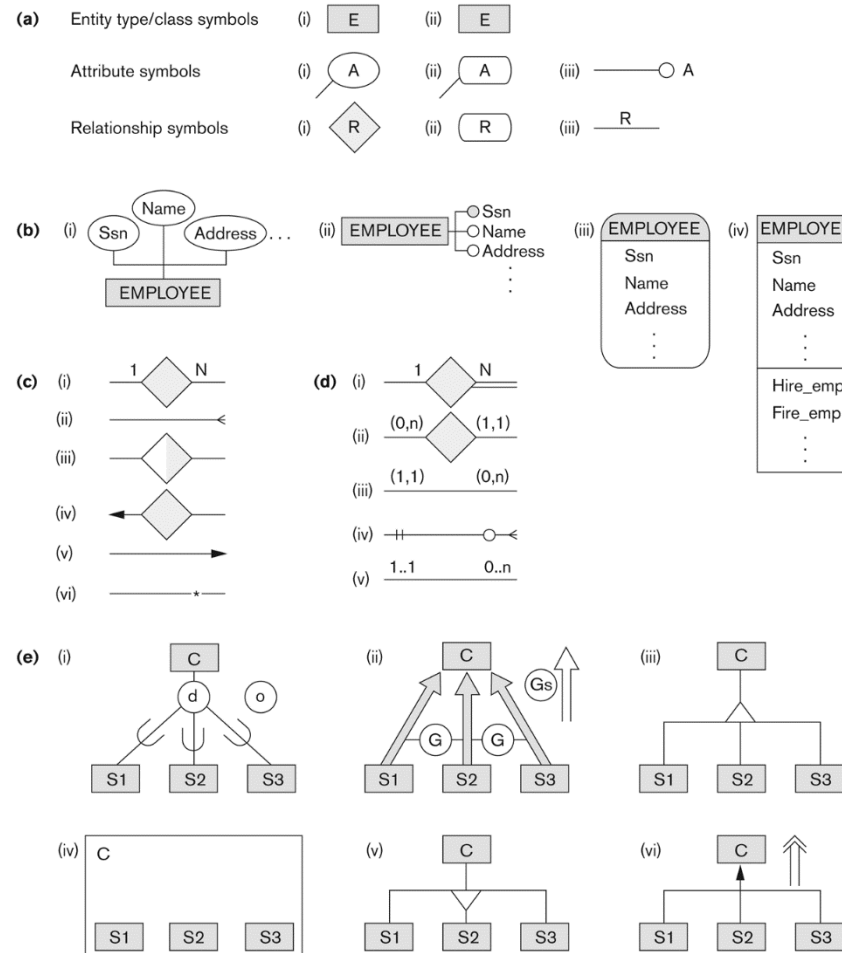 (a) Entity type/class symbols (i) E (ii) E
Attribute symbols (i) A (ii) A (iii) A
Relationship symbols (i) R (ii) R (iii) R
(b) (i) Ssn Name Address . . .
EMPLOYEE
(ii) EMPLOYEE Ssn
Name
Address
(iii) EMPLOYEE
Ssn
Name
Address
(iv) EMPLOYE
Ssn
Name
Address
Hire_emp
Fire_emp
(c) (i) 1 N
(ii)
(iii)
(iv)
(v)
(vi) *
(d) (i) 1 N
(ii) (0,n) (1,1)
(iii) (1,1) (0,n)
(iv)
(v) 1..1 0..n
(e) (i) C
d o
S1 S2 S3
(ii) C
Gs
G G
S1 S2 S3
(iii) C
S1 S2 S3
(iv) C
S1 S2 S3
(v) C
S1 S2 S3
(vi) C
S1 S2 S3